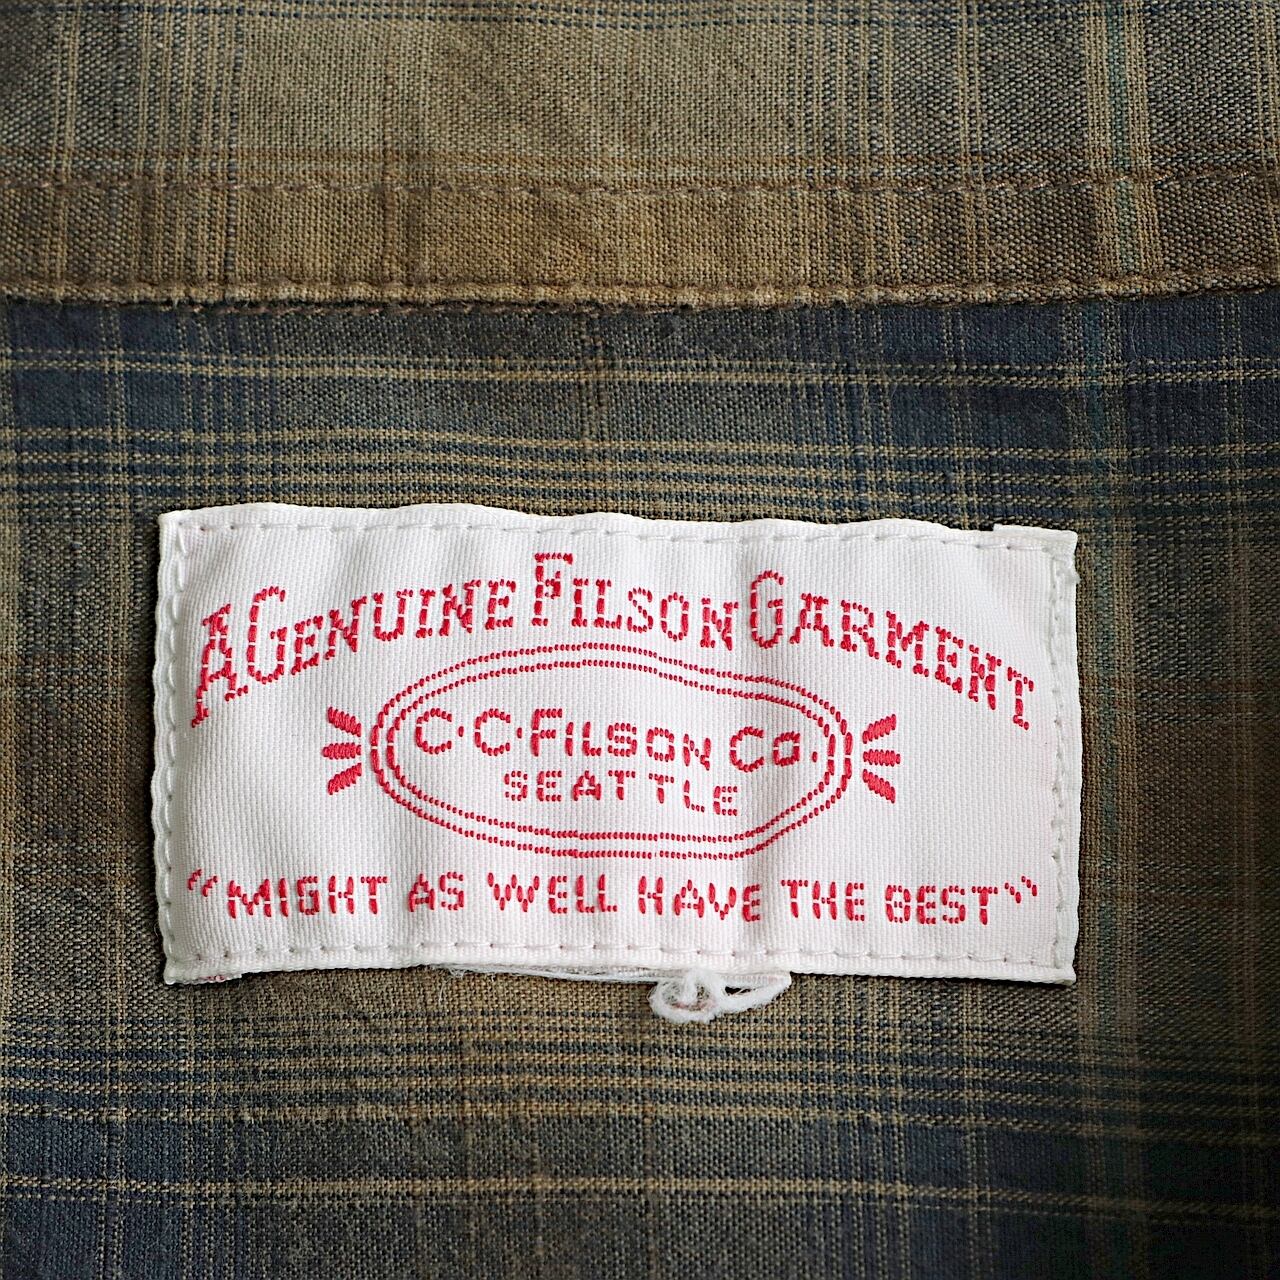 A GENUINE FILSON GARMENT
C·C·FILSON CO.
SEATTLE
"MIGHT AS WELL HAVE THE BEST"